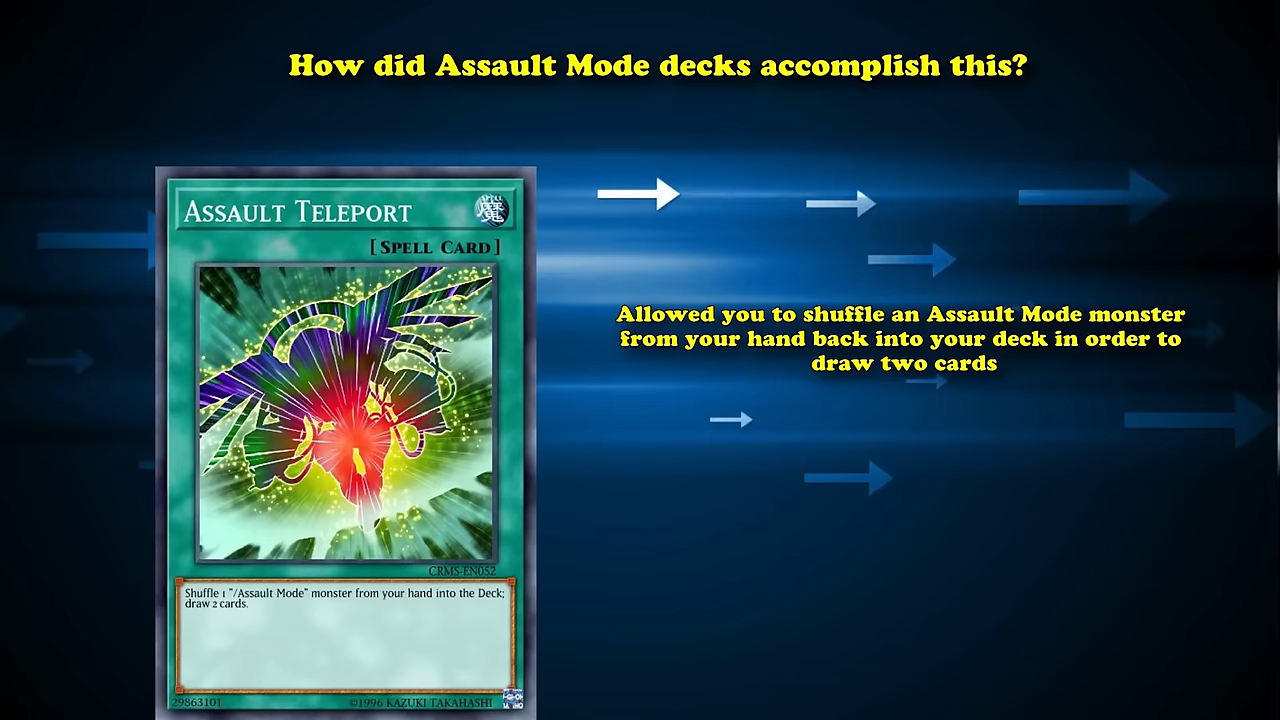 How did Assault Mode decks accomplish this?
ASSAULT TELEPORT
魔
[SPELL CARD]
Allowed you to shuffle an Assault Mode monster
from your hand back into your deck in order to
draw two cards
CRMS-EN052
Shuffle 1 "/Assault Mode" monster from your hand into the Deck;
draw 2 cards.
29863101
©1996 KAZUKI TAKAHASHI